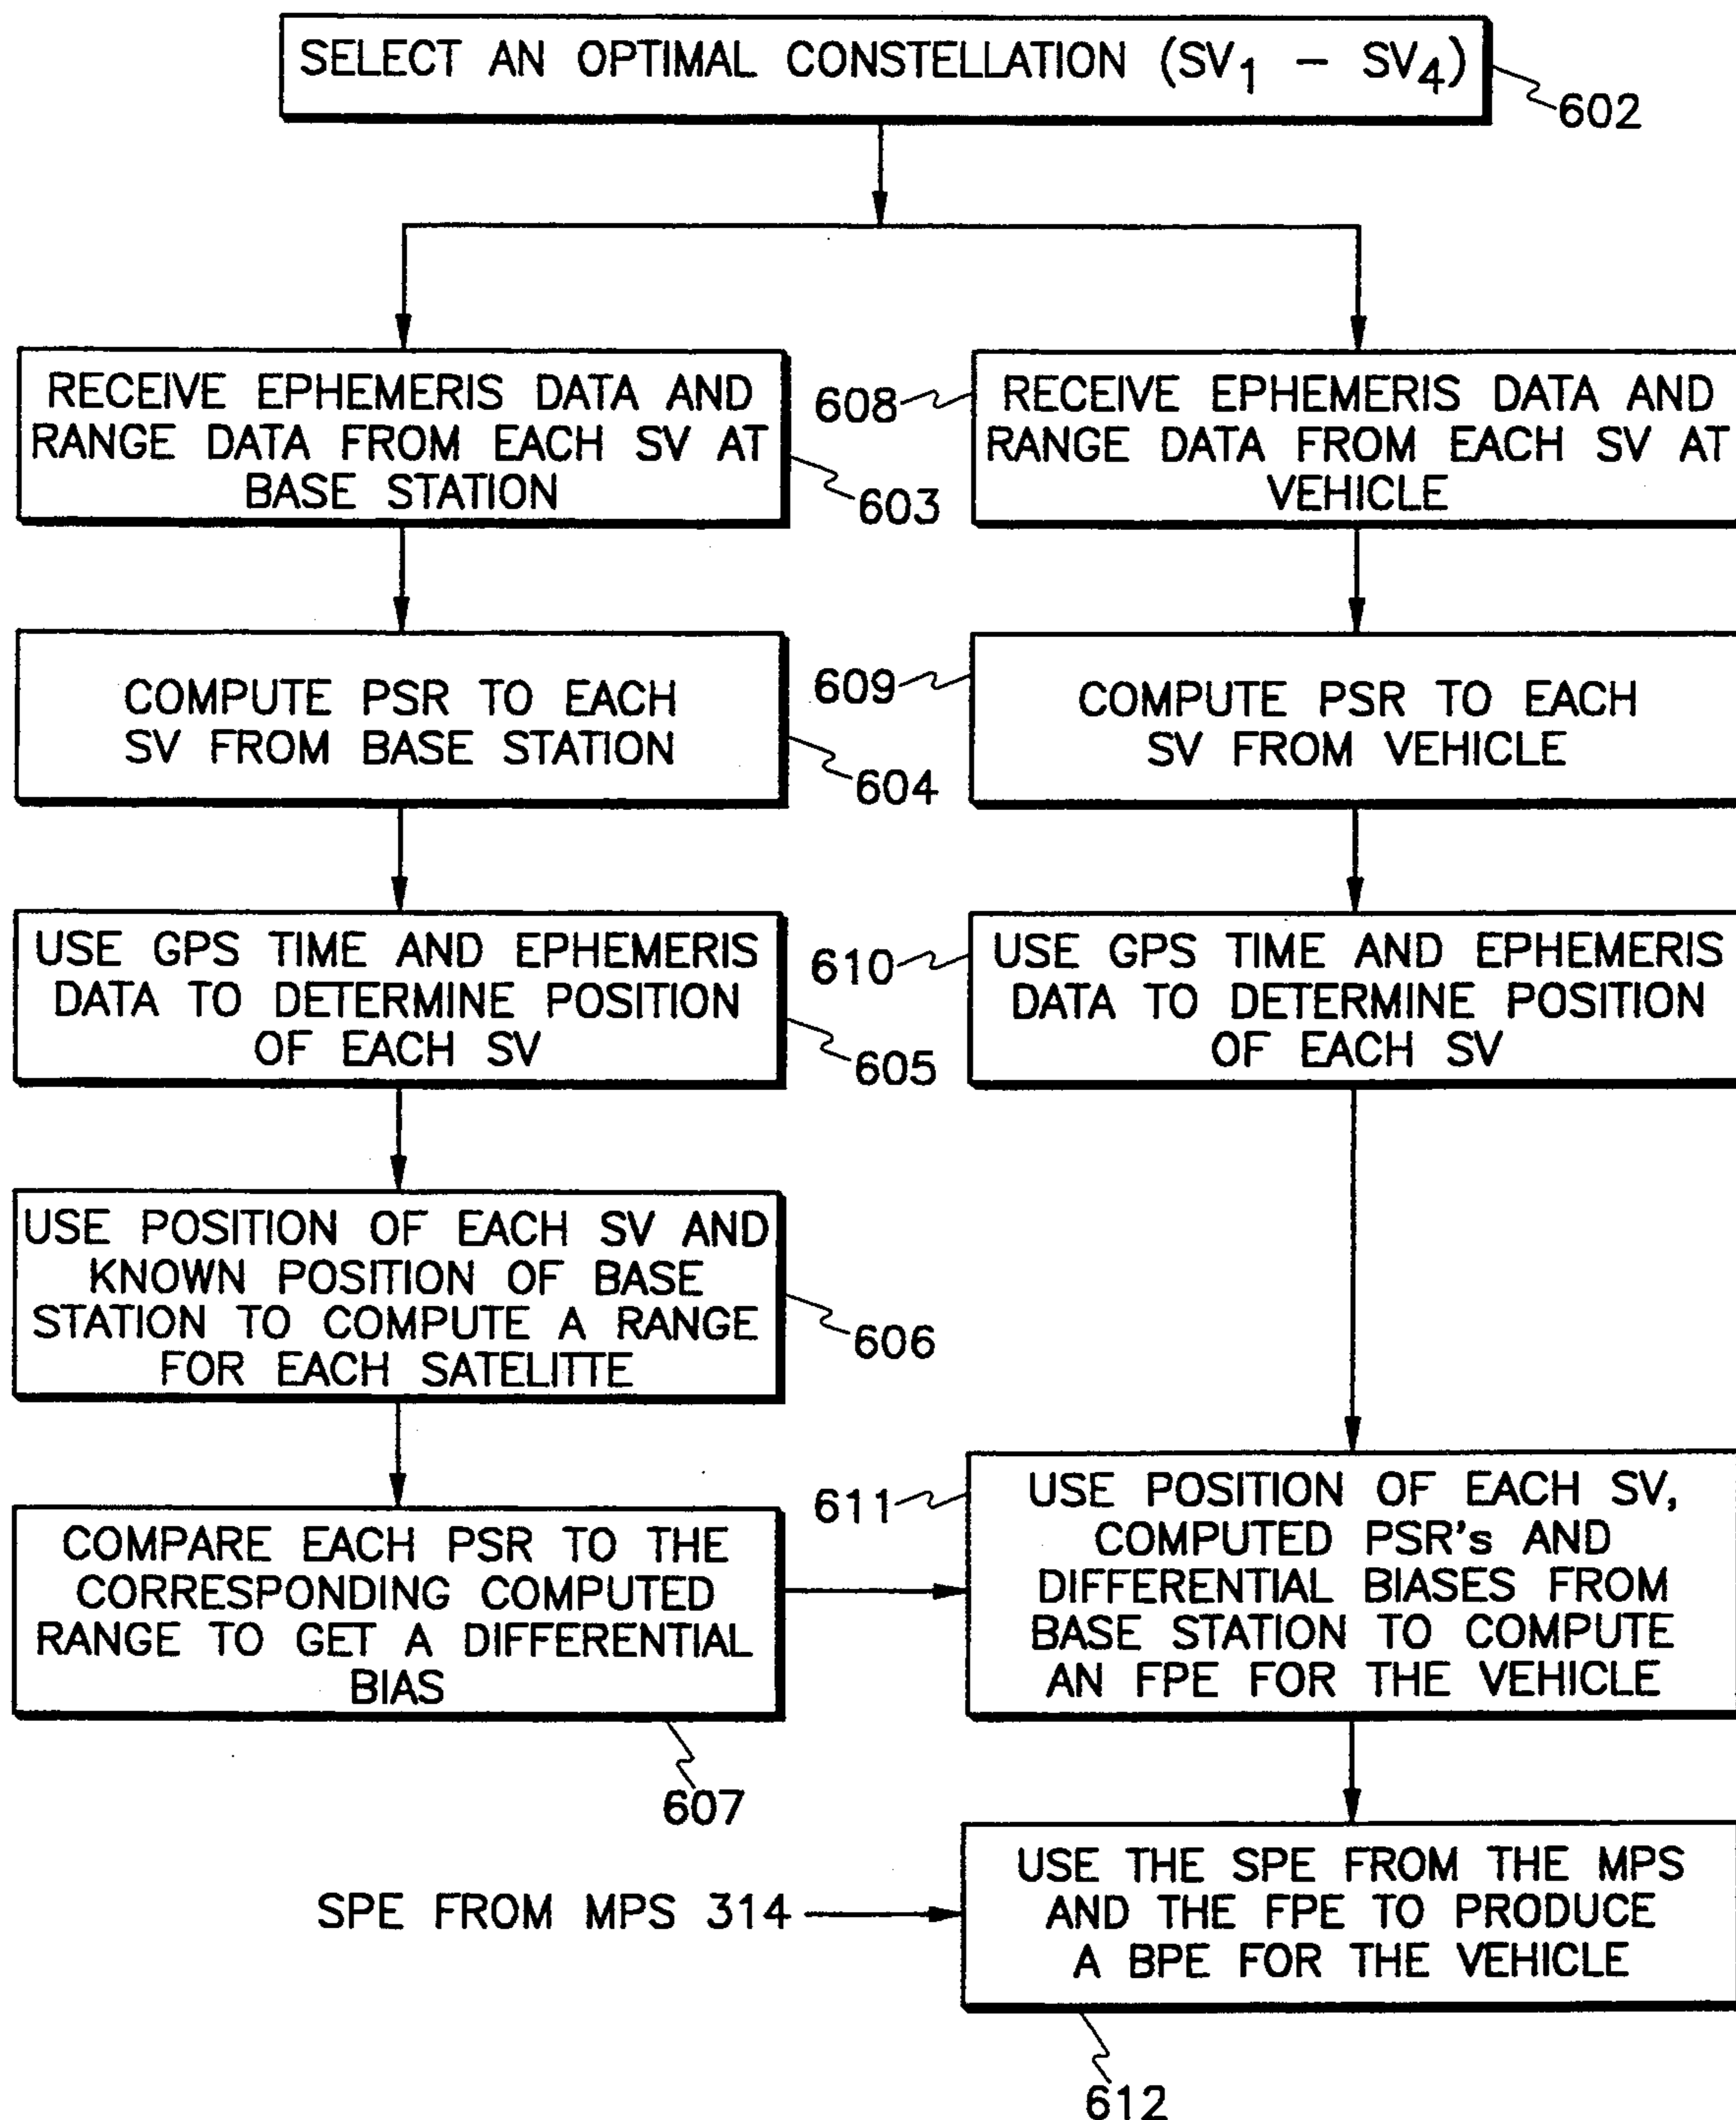 SELECT AN OPTIMAL CONSTELLATION (SV1 - SV4)
602
RECEIVE EPHEMERIS DATA AND
RANGE DATA FROM EACH SV AT
BASE STATION
603
COMPUTE PSR TO EACH
SV FROM BASE STATION
604
USE GPS TIME AND EPHEMERIS
DATA TO DETERMINE POSITION
OF EACH SV
605
USE POSITION OF EACH SV AND
KNOWN POSITION OF BASE
STATION TO COMPUTE A RANGE
FOR EACH SATELITTE
606
COMPARE EACH PSR TO THE
CORRESPONDING COMPUTED
RANGE TO GET A DIFFERENTIAL
BIAS
607
608
RECEIVE EPHEMERIS DATA AND
RANGE DATA FROM EACH SV AT
VEHICLE
609
COMPUTE PSR TO EACH
SV FROM VEHICLE
610
USE GPS TIME AND EPHEMERIS
DATA TO DETERMINE POSITION
OF EACH SV
611
USE POSITION OF EACH SV,
COMPUTED PSR's AND
DIFFERENTIAL BIASES FROM
BASE STATION TO COMPUTE
AN FPE FOR THE VEHICLE
SPE FROM MPS 314
USE THE SPE FROM THE MPS
AND THE FPE TO PRODUCE
A BPE FOR THE VEHICLE
612